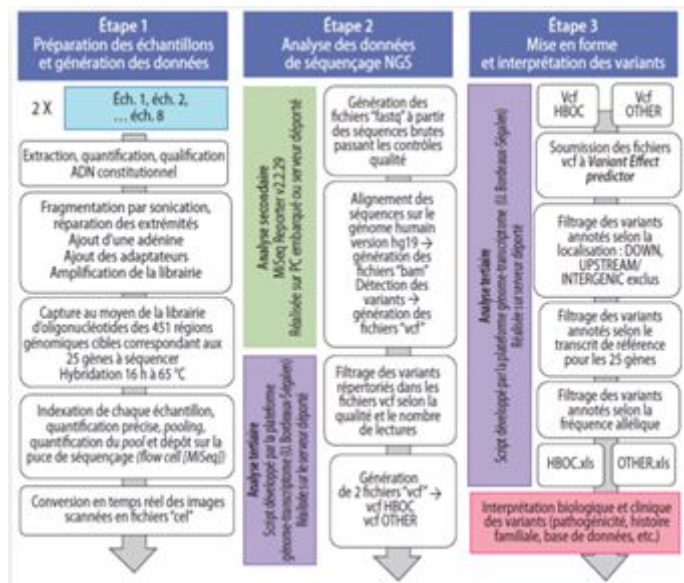 Étape 1
Préparation des échantillons
et génération des données
2 X
Éch. 1, éch. 2,
… éch. 8
Extraction, quantification, qualification
ADN constitutionnel
Fragmentation par sonication,
réparation des extrémités
Ajout d'une adénine
Ajout des adaptateurs
Amplification de la librairie
Capture au moyen de la librairie
d'oligonucléotides des 451 régions
génomiques cibles correspondant aux
25 gènes à séquencer
Hybridation 16 h à 65 °C
Indexation de chaque échantillon,
quantification précise, pooling,
quantification du pool et dépôt sur la
puce de séquençage (flow cell [MiSeq])
Conversion en temps réel des images
scannées en fichiers "cel"
Étape 2
Analyse des données
de séquençage NGS
Analyse secondaire
MiSeq Reporter v2.2.29
Réalisée sur PC embarqué ou serveur déporté
Génération des
fichiers "fastq" à partir
des séquences brutes
passant les contrôles
qualité
Alignement des
séquences sur le
génome humain
version hg19 →
génération des
fichiers "bam"
Détection des
variants →
génération des
fichiers "vcf"
Analyse tertiaire
Script développé par la plateforme
génome-transcriptome (U. Bordeaux-Ségalen)
Réalisée sur le serveur déporté
Filtrage des variants
répertoriés dans les
fichiers vcf selon la
qualité et le nombre
de lectures
Génération
de 2 fichiers "vcf" →
vcf HBOC
vcf OTHER
Étape 3
Mise en forme
et interprétation des variants
Analyse tertiaire
Script développé par la plateforme génome-transcriptome (U. Bordeaux-Ségalen)
Réalisée sur serveur déporté
Vcf
HBOC
Vcf
OTHER
Soumission des fichiers
vcf à Variant Effect
predictor
Filtrage des variants
annotés selon la
localisation : DOWN,
UPSTREAM/
INTERGENIC exclus
Filtrage des variants
annotés selon le
transcrit de référence
pour les 25 gènes
Filtrage des variants
annotés selon la
fréquence allélique
HBOC.xls
OTHER.xls
Interprétation biologique et clinique
des variants (pathogénicité, histoire
familiale, base de données, etc.)